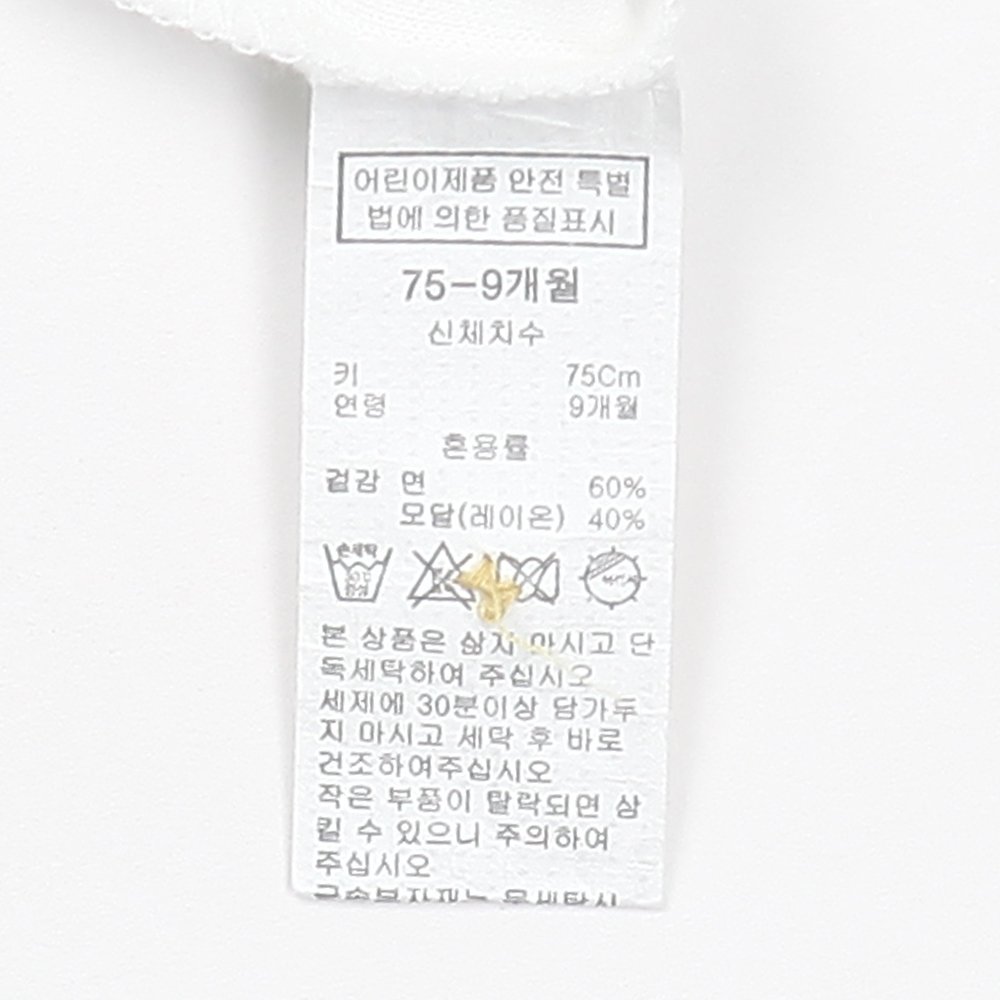 어린이제품 안전 특별
법에 의한 품질표시
75-9개월
신체치수
키 75Cm
연령 9개월
혼용률
겉감 면 60%
모달(레이온) 40%
손세탁
본 상품은 삶지 마시고 단
독세탁하여 주십시오
세제에 30분이상 담가두
지 마시고 세탁 후 바로
건조하여주십시오
작은 부품이 탈락되면 삼
킬 수 있으니 주의하여
주십시오